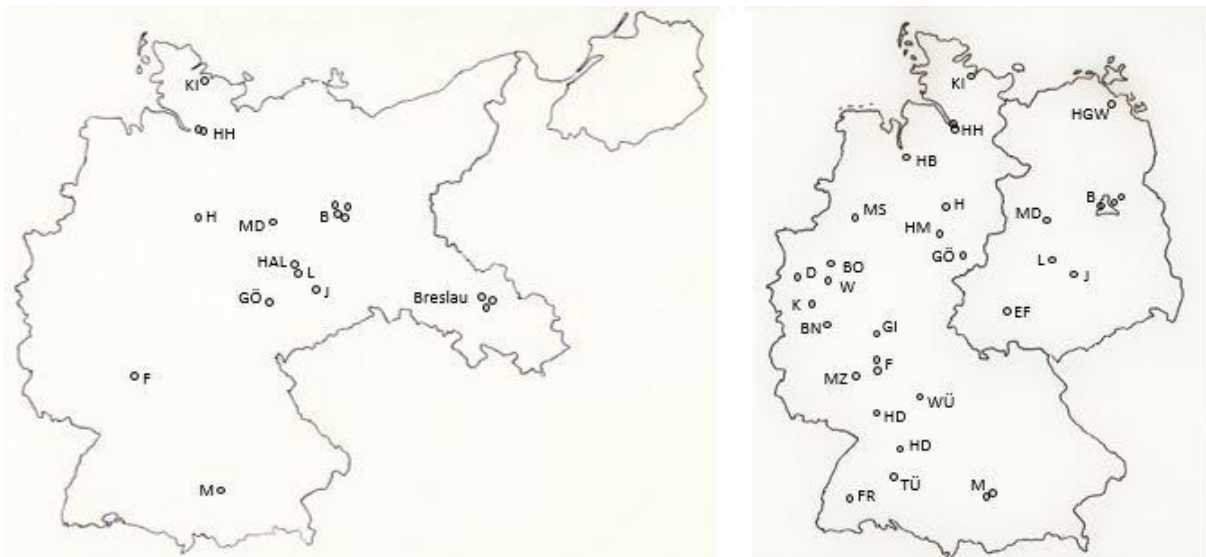 KI
HH
H
MD
B
HAL
L
J
GÖ
Breslau
F
M
KI
HGW
HH
HB
MS
H
B
MD
HM
GÖ
L
J
D
BO
W
K
EF
BN
GI
F
MZ
WÜ
HD
HD
TÜ
M
FR